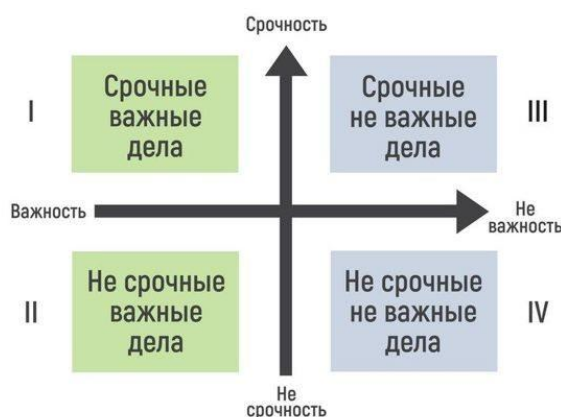 Срочность
I
Срочные
важные
дела
Срочные
не важные
дела
III
Важность
Не
важность
II
Не срочные
важные
дела
Не срочные
не важные
дела
IV
Не
срочность